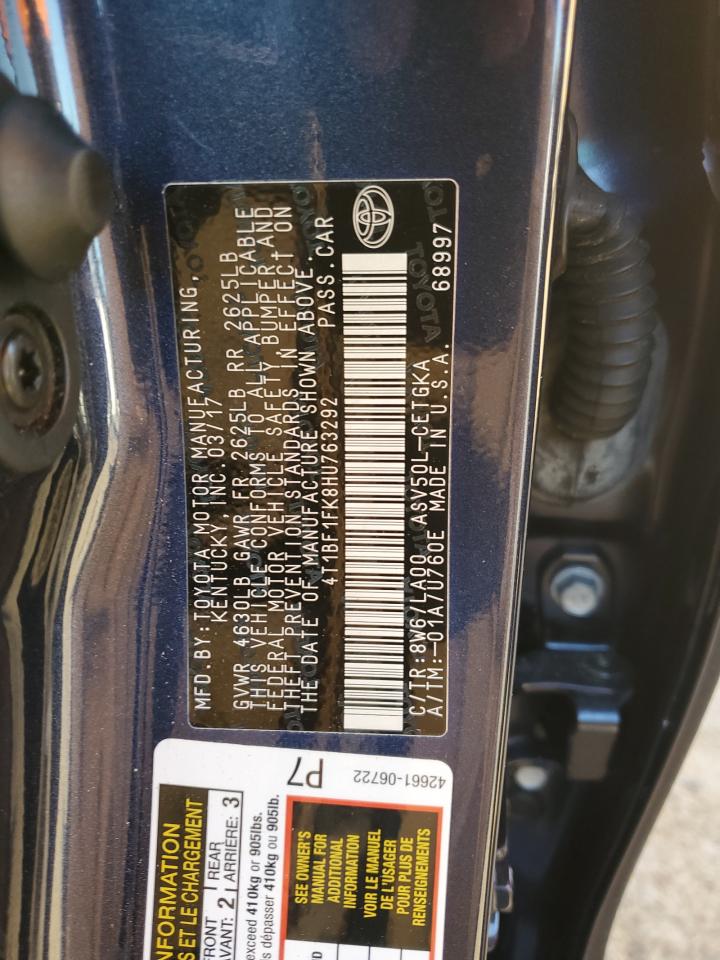 MFD.BY:TOYOTA MOTOR MANUFACTURING,
KENTUCKY, INC. 03/17
GVWR 4630LB GAWR FR 2625LB RR 2625LB
THIS VEHICLE CONFORMS TO ALL APPLICABLE
FEDERAL MOTOR VEHICLE SAFETY, BUMPER AND
THEFT PREVENTION STANDARDS IN EFFECT ON
THE DATE OF MANUFACTURE SHOWN ABOVE.
4T1BF1FK8HU763292 PASS.CAR
C/TR:8W6/LA90 ASV50L-CETGKA
A/TM:-01A/U760E MADE IN U.S.A.
68997
TOYOTA
P7
42661-06722
INFORMATION
S ET LE CHARGEMENT
FRONT
AVANT: 2
REAR
ARRIÈRE: 3
exceed 410kg or 905lbs.
s dépasser 410kg ou 905lb.
SEE OWNER'S
MANUAL FOR
ADDITIONAL
INFORMATION
VOIR LE MANUEL
DE L'USAGER
POUR PLUS DE
RENSEIGNEMENTS